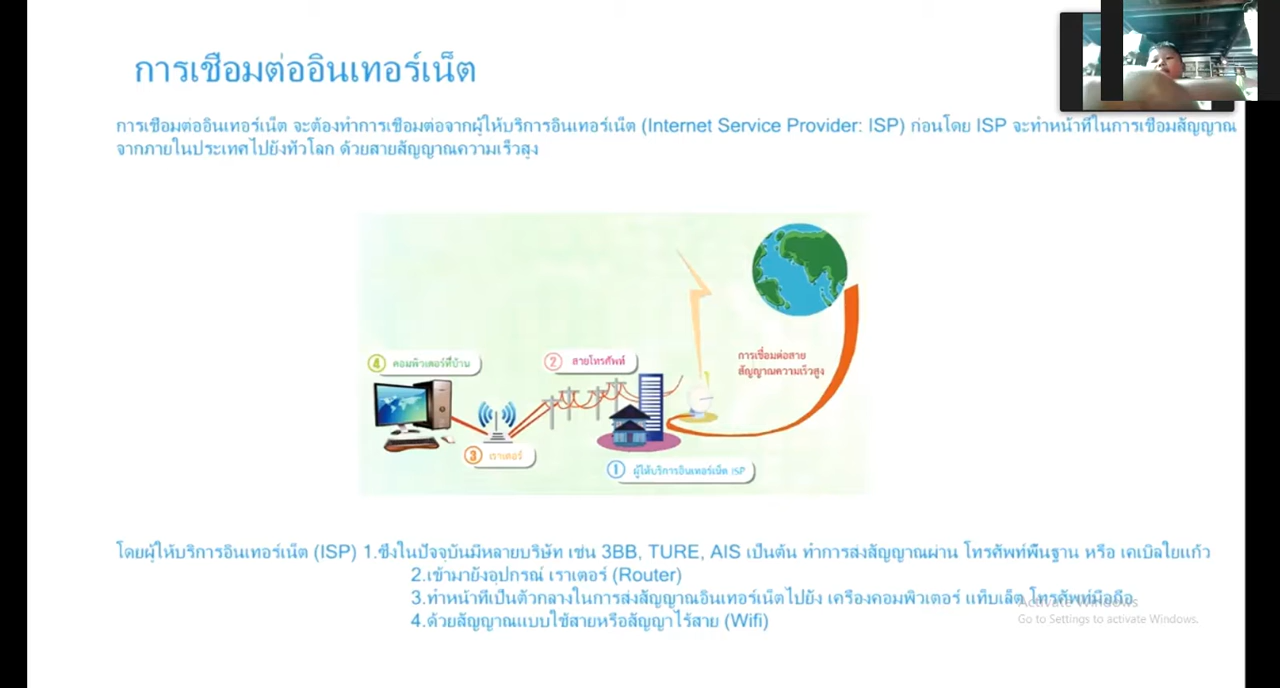 การเชื่อมต่ออินเทอร์เน็ต
การเชื่อมต่ออินเทอร์เน็ต จะต้องทำการเชื่อมต่อจากผู้ให้บริการอินเทอร์เน็ต (Internet Service Provider: ISP) ก่อนโดย ISP จะทำหน้าที่ในการเชื่อมสัญญาณ
จากภายในประเทศไปยังทั่วโลก ด้วยสายสัญญาณความเร็วสูง
การเชื่อมต่อสาย
สัญญาณความเร็วสูง
4 คอมพิวเตอร์ที่บ้าน
2 สายโทรศัพท์
3 เราเตอร์
1 ผู้ให้บริการอินเทอร์เน็ต ISP
โดยผู้ให้บริการอินเทอร์เน็ต (ISP) 1.ซึ่งในปัจจุบันมีหลายบริษัท เช่น 3BB, TURE, AIS เป็นต้น ทำการส่งสัญญาณผ่าน โทรศัพท์พื้นฐาน หรือ เคเบิลใยแก้ว
2.เข้ามายังอุปกรณ์ เราเตอร์ (Router)
3.ทำหน้าที่เป็นตัวกลางในการส่งสัญญาณอินเทอร์เน็ตไปยัง เครื่องคอมพิวเตอร์ แท็บเล็ต โทรศัพท์มือถือ
4.ด้วยสัญญาณแบบใช้สายหรือสัญญาไร้สาย (Wifi)
Activate Windows
Go to Settings to activate Windows.